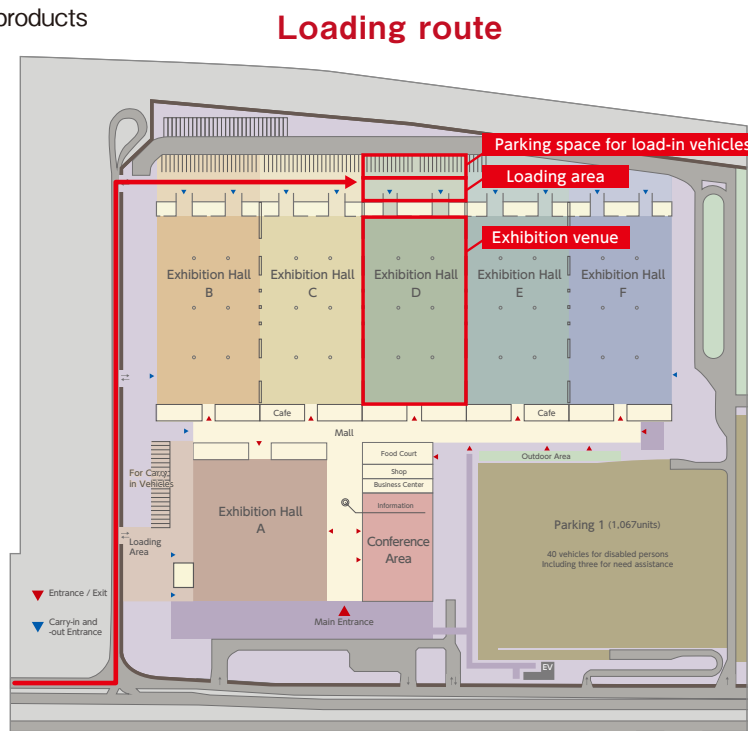 products
Loading route
Parking space for load-in vehicles
Loading area
Exhibition venue
Exhibition Hall
B
Exhibition Hall
C
Exhibition Hall
D
Exhibition Hall
E
Exhibition Hall
F
Cafe
Cafe
Mall
Food Court
Shop
Business Center
Information
Outdoor Area
For Carry-
in Vehicles
Exhibition Hall
A
Conference
Area
Parking 1 (1,067units)
40 vehicles for disabled persons
Including three for need assistance
Loading
Area
Entrance / Exit
Carry-in and
-out Entrance
Main Entrance
EV